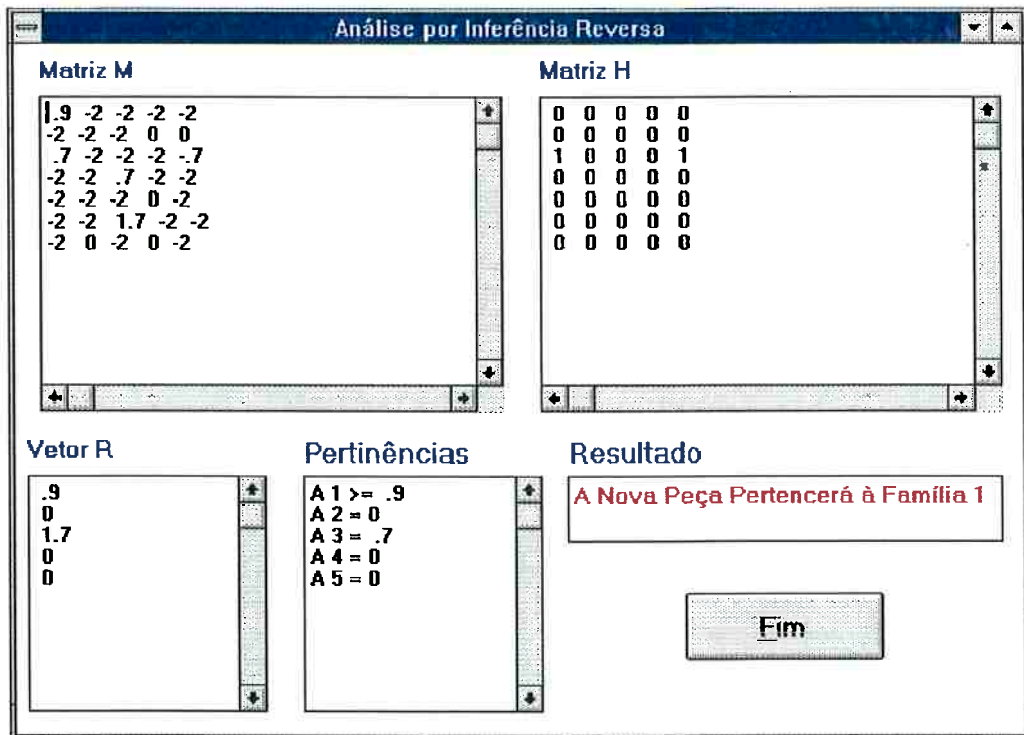 Análise por Inferência Reversa
Matriz M
.9 -2 -2 -2 -2
-2 -2 -2 0 0
.7 -2 -2 -2 -.7
-2 -2 .7 -2 -2
-2 -2 -2 0 -2
-2 -2 1.7 -2 -2
-2 0 -2 0 -2
Matriz H
0 0 0 0 0
0 0 0 0 0
1 0 0 0 1
0 0 0 0 0
0 0 0 0 0
0 0 0 0 0
0 0 0 0 0
Vetor R
.9
0
1.7
0
0
Pertinências
A 1 >= .9
A 2 = 0
A 3 = .7
A 4 = 0
A 5 = 0
Resultado
A Nova Peça Pertencerá à Família 1
Fim